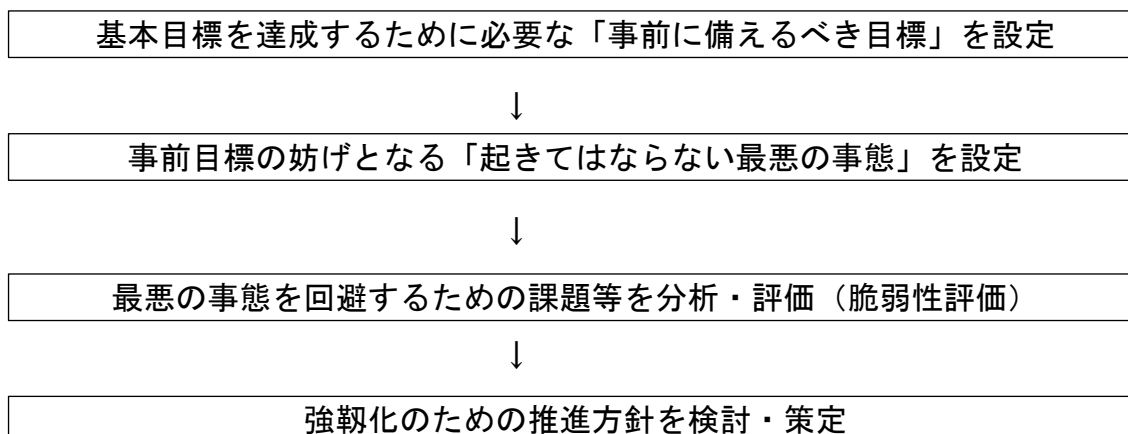 基本目標を達成するために必要な「事前に備えるべき目標」を設定
↓
事前目標の妨げとなる「起きてはならない最悪の事態」を設定
↓
最悪の事態を回避するための課題等を分析・評価（脆弱性評価）
↓
強靱化のための推進方針を検討・策定